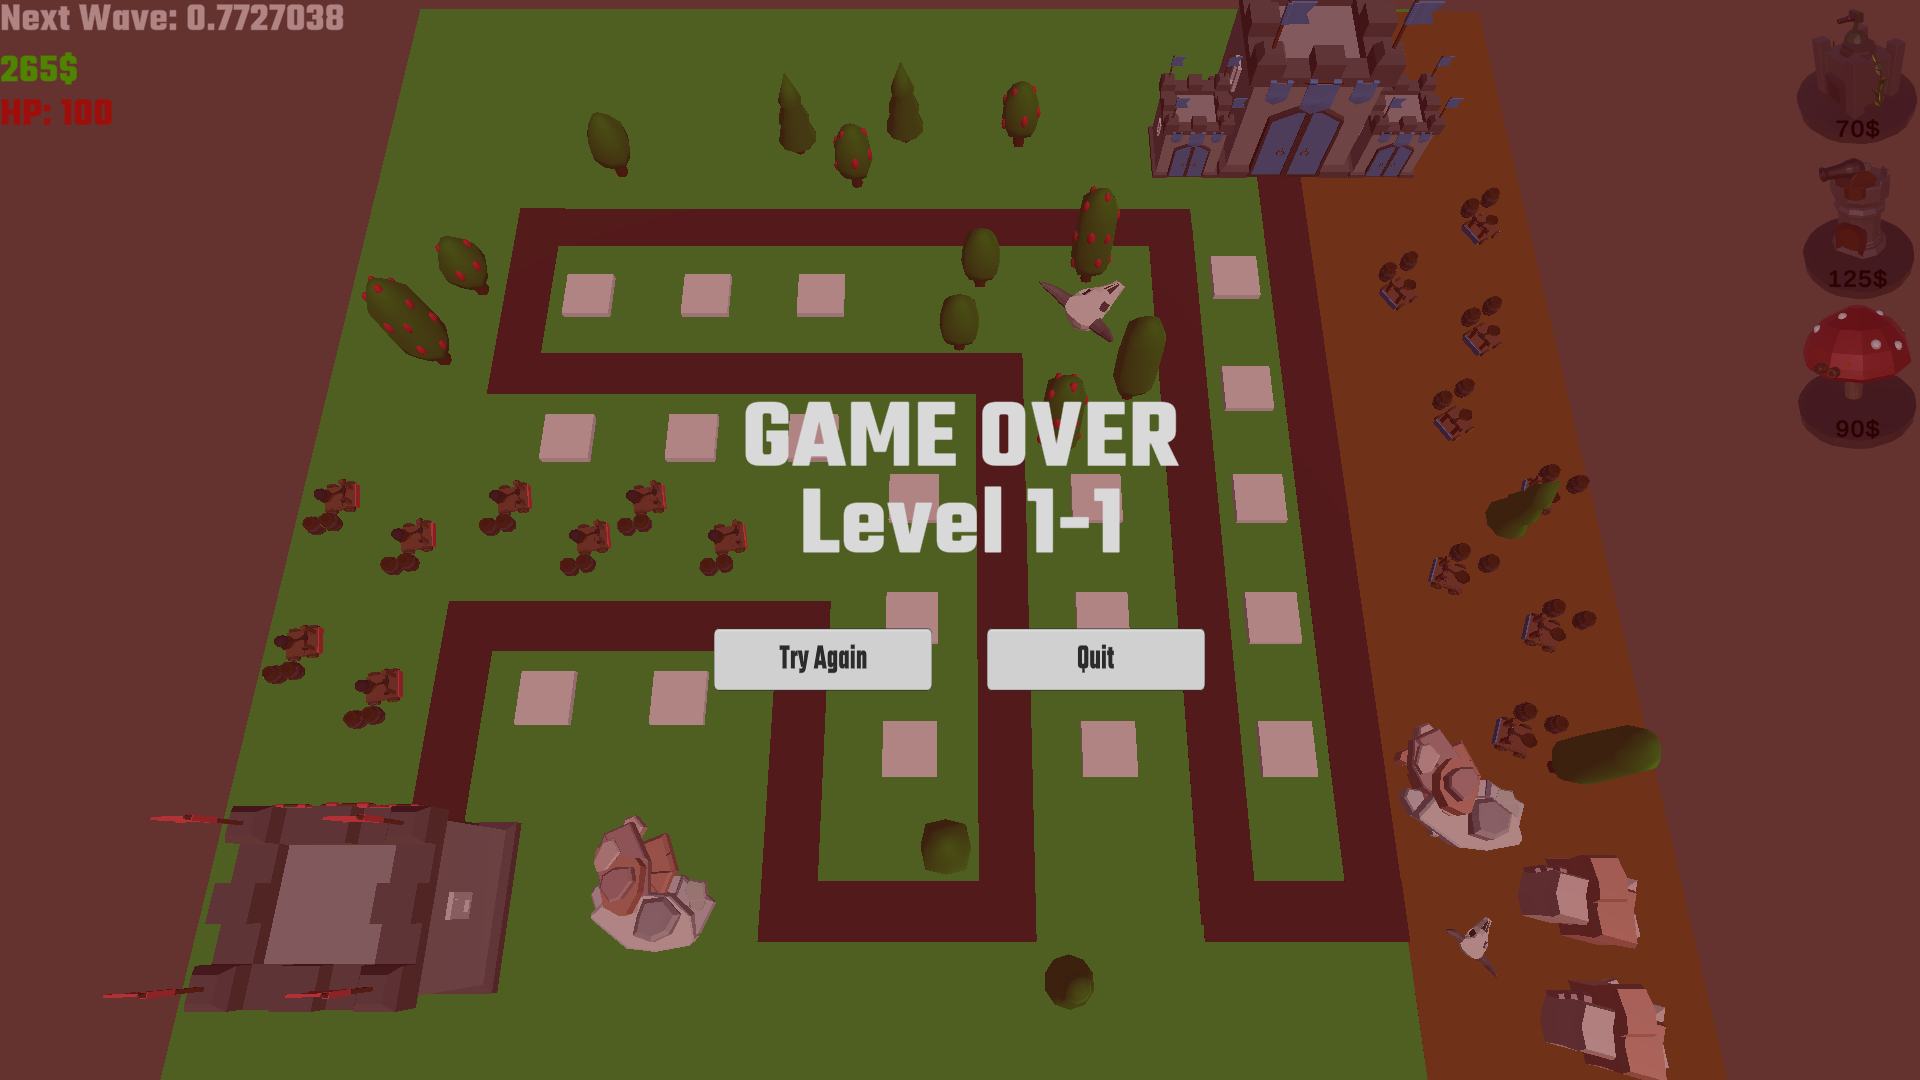 Next Wave: 0.7727038
265$
HP: 100
70$
125$
90$
GAME OVER
Level 1-1
Try Again
Quit